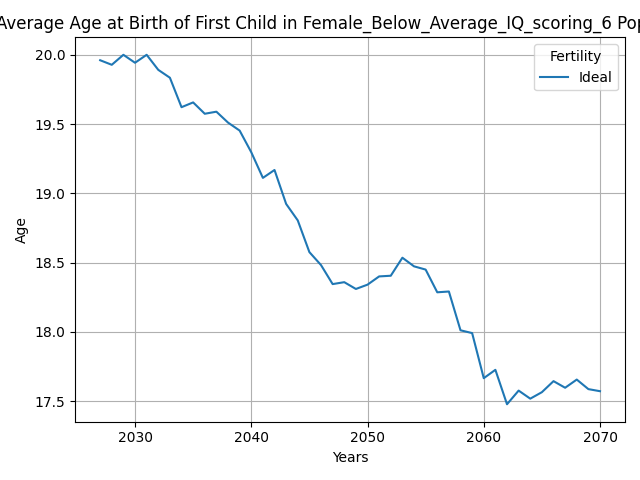 Average Age at Birth of First Child in Female_Below_Average_IQ_scoring_6
Fertility
Ideal
20.0
19.5
19.0
18.5
18.0
17.5
Age
2030 2040 2050 2060 2070
Years